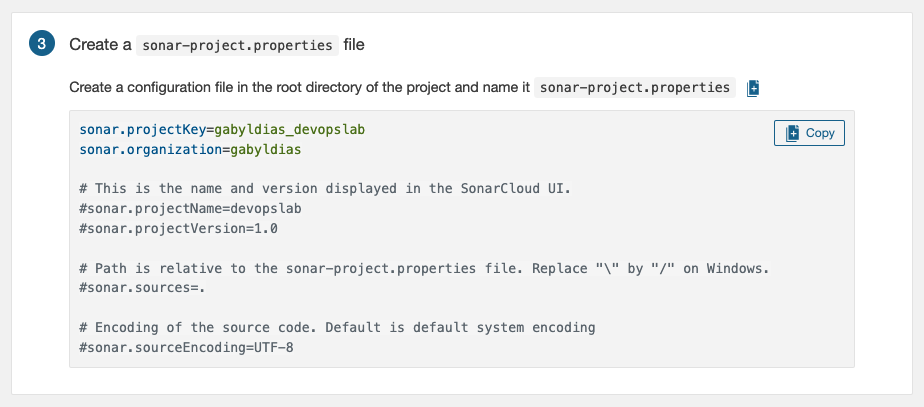 3 Create a sonar-project.properties file
Create a configuration file in the root directory of the project and name it sonar-project.properties
Copy
sonar.projectKey=gabyldias_devopslab
sonar.organization=gabyldias

# This is the name and version displayed in the SonarCloud UI.
#sonar.projectName=devopslab
#sonar.projectVersion=1.0

# Path is relative to the sonar-project.properties file. Replace "\" by "/" on Windows.
#sonar.sources=.

# Encoding of the source code. Default is default system encoding
#sonar.sourceEncoding=UTF-8